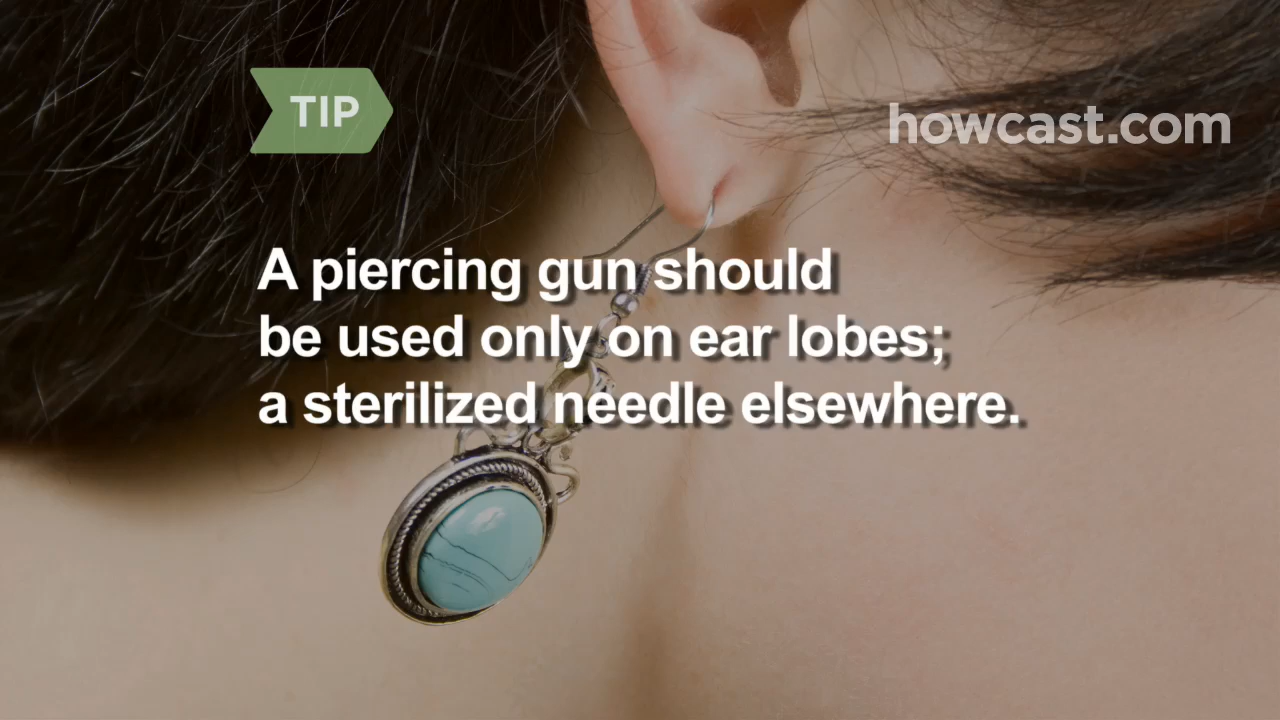 TIP
howcast.com
A piercing gun should
be used only on ear lobes;
a sterilized needle elsewhere.